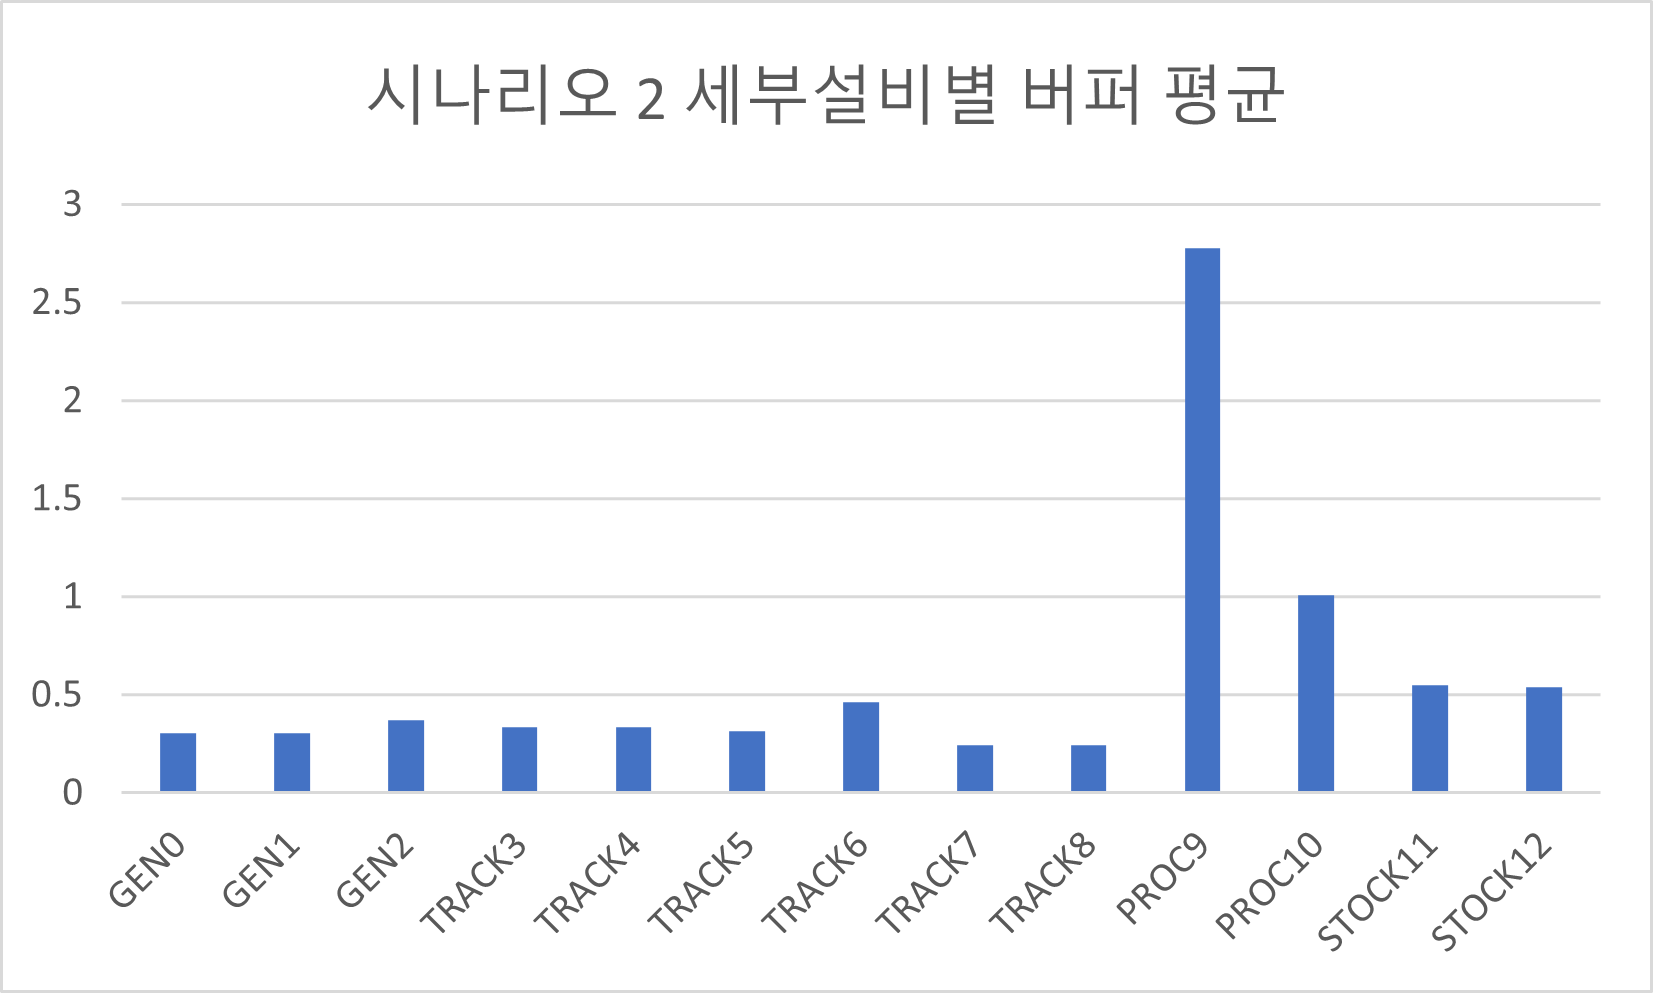 시나리오 2 세부설비별 버퍼 평균
3
2.5
2
1.5
1
0.5
0
GEN0
GEN1
GEN2
TRACK3
TRACK4
TRACK5
TRACK6
TRACK7
TRACK8
PROC9
PROC10
STOCK11
STOCK12